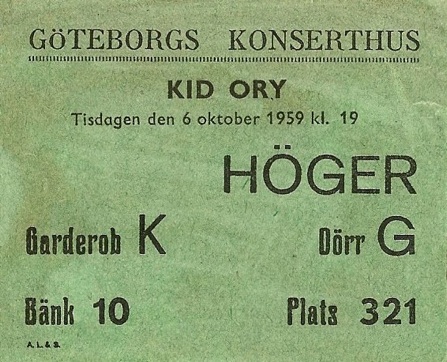 GÖTEBORGS KONSERTHUS
KID ORY
Tisdagen den 6 oktober 1959 kl. 19
HÖGER
Garderob K Dörr G
Bänk 10 Plats 321
A. L. & S.